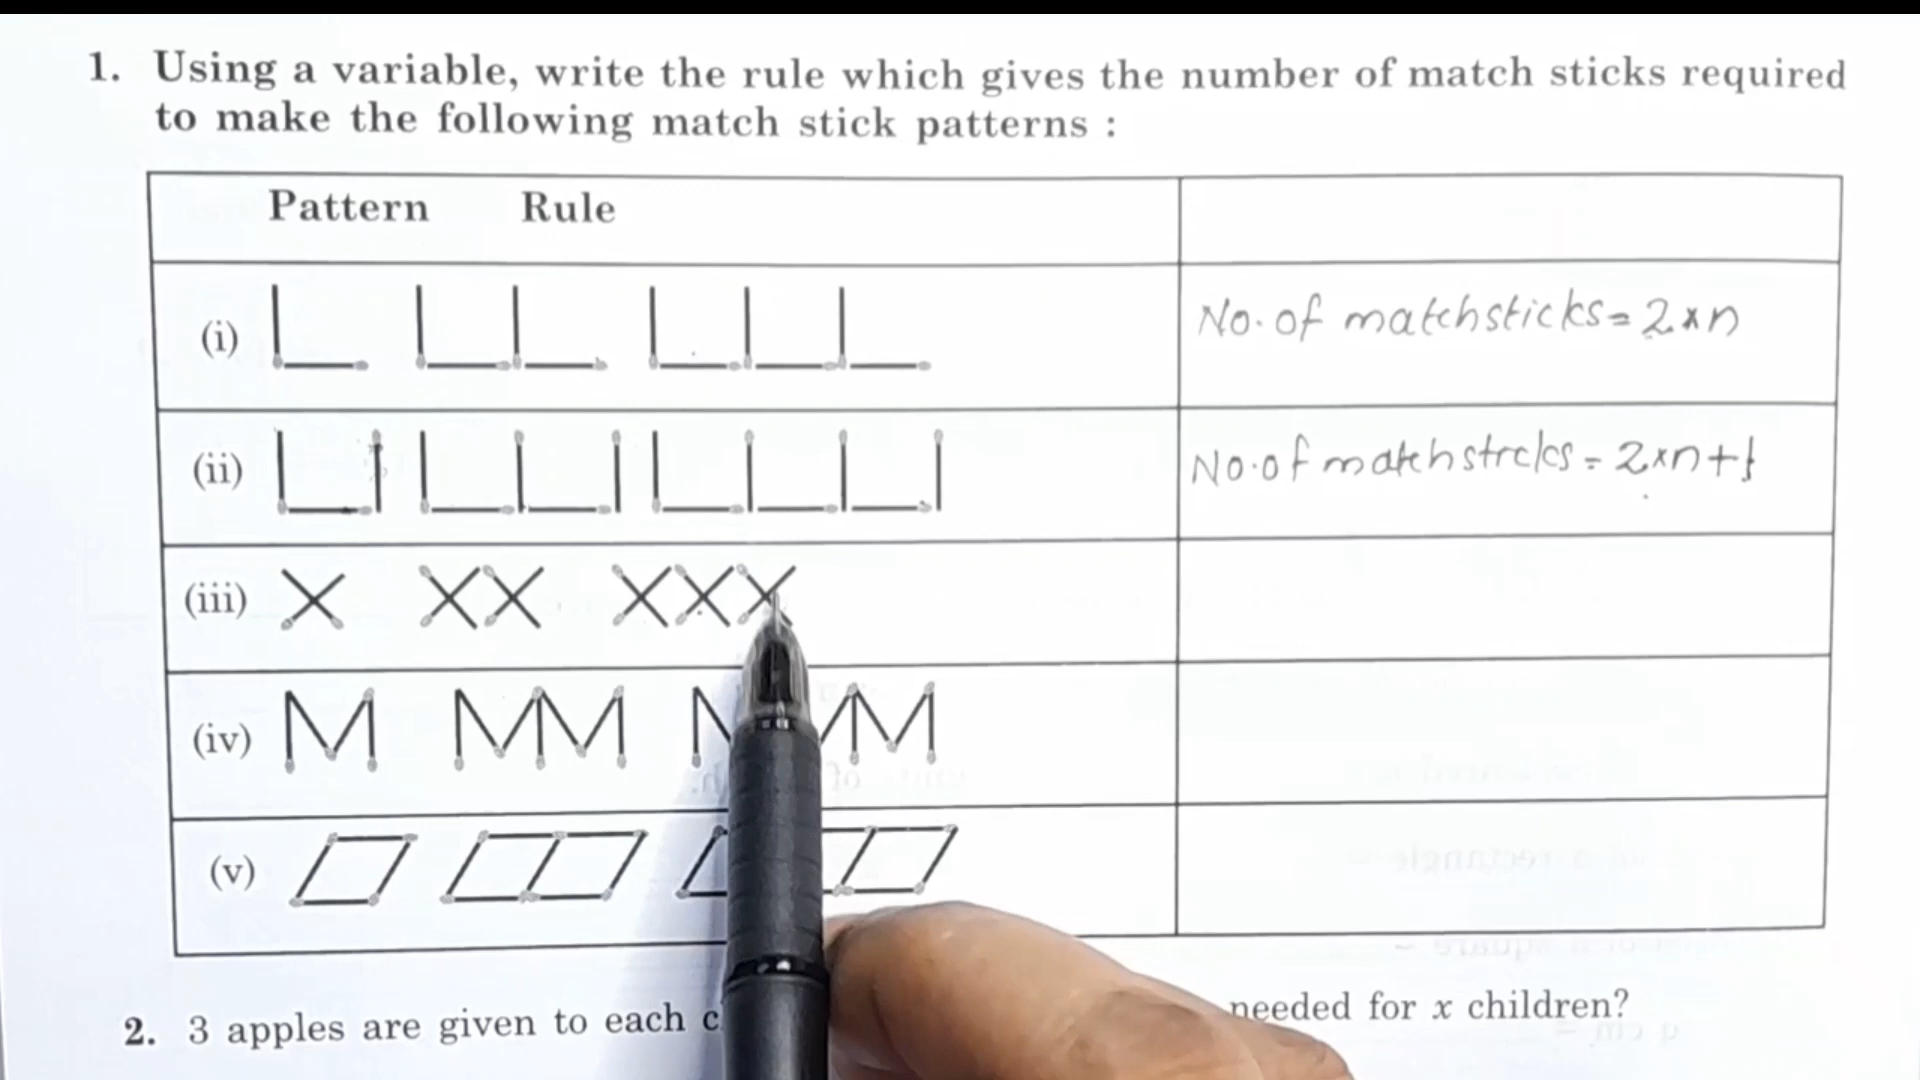 1. Using a variable, write the rule which gives the number of match sticks required
to make the following match stick patterns :
Pattern Rule
(i) No. of matchsticks = 2 × n
(ii) No. of matchstrcks = 2 × n + 1
(iii)
(iv)
(v)
2. 3 apples are given to each needed for x children?